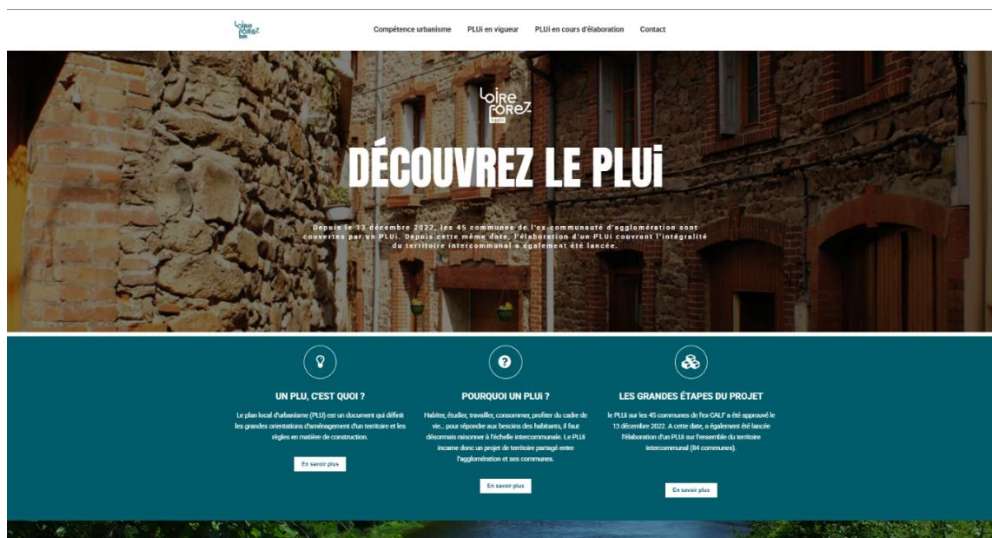 Loire
FOREZ
Compétence urbanisme
PLUi en vigueur
PLUi en cours d'élaboration
Contact
Loire
FOREZ
agglo
DÉCOUVREZ LE PLUi
Depuis le 13 décembre 2022, les 45 communes de l'ex-communauté d'agglomération sont
couvertes par un PLUi. Depuis cette même date, l'élaboration d'un PLUi couvrant l'intégralité
du territoire intercommunal a également été lancée.
UN PLU, C'EST QUOI ?
Le plan local d'urbanisme (PLU) est un document qui définit
les grandes orientations d'aménagement d'un territoire et les
règles en matière de construction.
En savoir plus
POURQUOI UN PLUi ?
Habiter, étudier, travailler, consommer, profiter du cadre de
vie... pour répondre aux besoins des habitants, il faut
désormais raisonner à l'échelle intercommunale. Le PLUi
incarne donc un projet de territoire partagé entre
l'agglomération et ses communes.
En savoir plus
LES GRANDES ÉTAPES DU PROJET
le PLUi sur les 45 communes de l'ex-CALF a été approuvé le
13 décembre 2022. A cette date, a également été lancée
l'élaboration d'un PLUi sur l'ensemble du territoire
intercommunal (84 communes).
En savoir plus